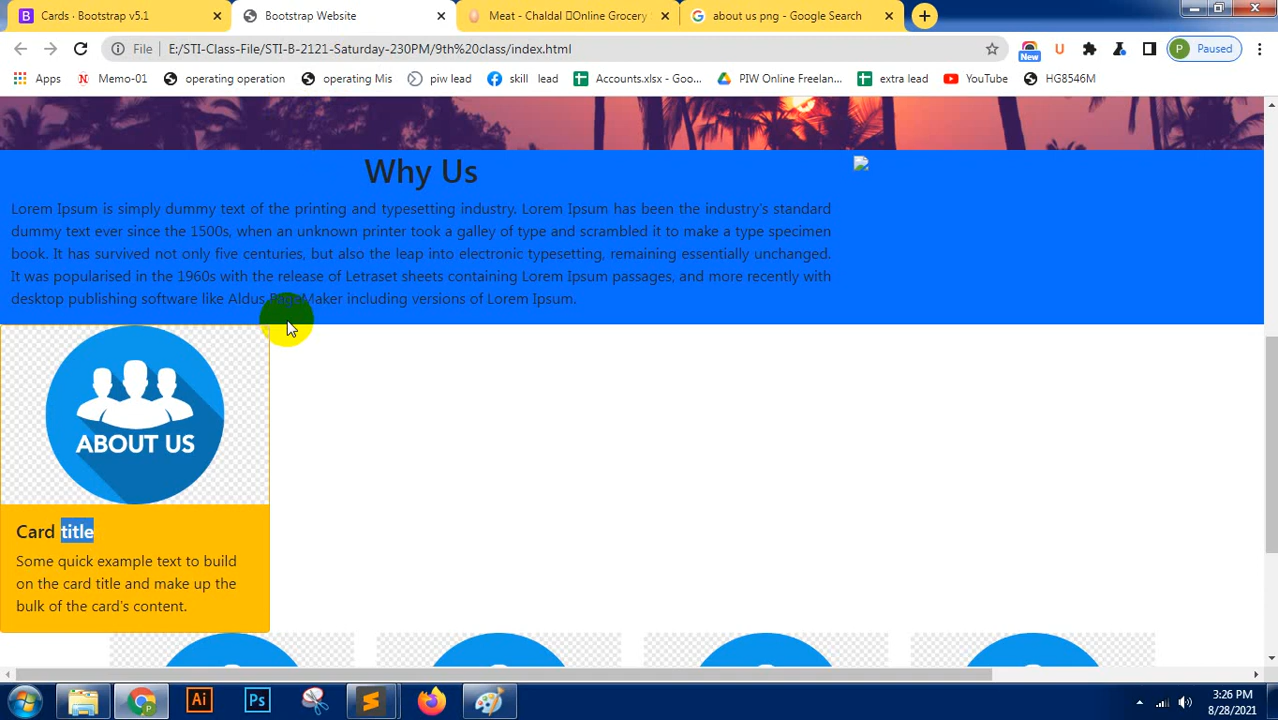 Cards · Bootstrap v5.1
Bootstrap Website
Meat - Chaldal Online Grocery
about us png - Google Search
File
E:/STI-Class-File/STI-B-2121-Saturday-230PM/9th%20class/index.html
New
U
P Paused
Apps
Memo-01
operating operation
operating Mis
piw lead
skill lead
Accounts.xlsx - Goo...
PIW Online Freelan...
extra lead
YouTube
HG8546M
Why Us
Lorem Ipsum is simply dummy text of the printing and typesetting industry. Lorem Ipsum has been the industry's standard
dummy text ever since the 1500s, when an unknown printer took a galley of type and scrambled it to make a type specimen
book. It has survived not only five centuries, but also the leap into electronic typesetting, remaining essentially unchanged.
It was popularised in the 1960s with the release of Letraset sheets containing Lorem Ipsum passages, and more recently with
desktop publishing software like Aldus PageMaker including versions of Lorem Ipsum.
ABOUT US
Card title
Some quick example text to build
on the card title and make up the
bulk of the card's content.
Ai
Ps
3:26 PM
8/28/2021